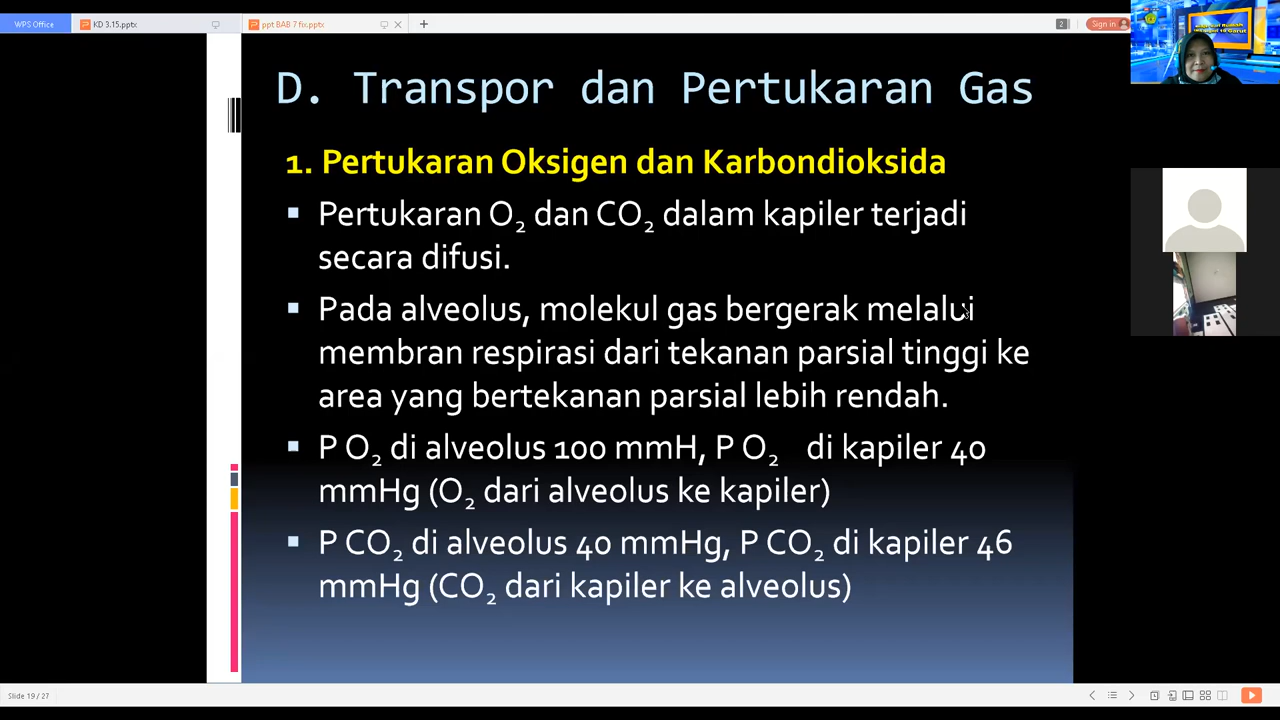 WPS Office
KD 3.15.pptx
ppt BAB 7 fix.pptx
2
Sign in
D. Transpor dan Pertukaran Gas
1. Pertukaran Oksigen dan Karbondioksida
▪ Pertukaran O₂ dan CO₂ dalam kapiler terjadi
secara difusi.
▪ Pada alveolus, molekul gas bergerak melalui
membran respirasi dari tekanan parsial tinggi ke
area yang bertekanan parsial lebih rendah.
▪ P O₂ di alveolus 100 mmH, P O₂ di kapiler 40
mmHg (O₂ dari alveolus ke kapiler)
▪ P CO₂ di alveolus 40 mmHg, P CO₂ di kapiler 46
mmHg (CO₂ dari kapiler ke alveolus)
Slide 19 / 27